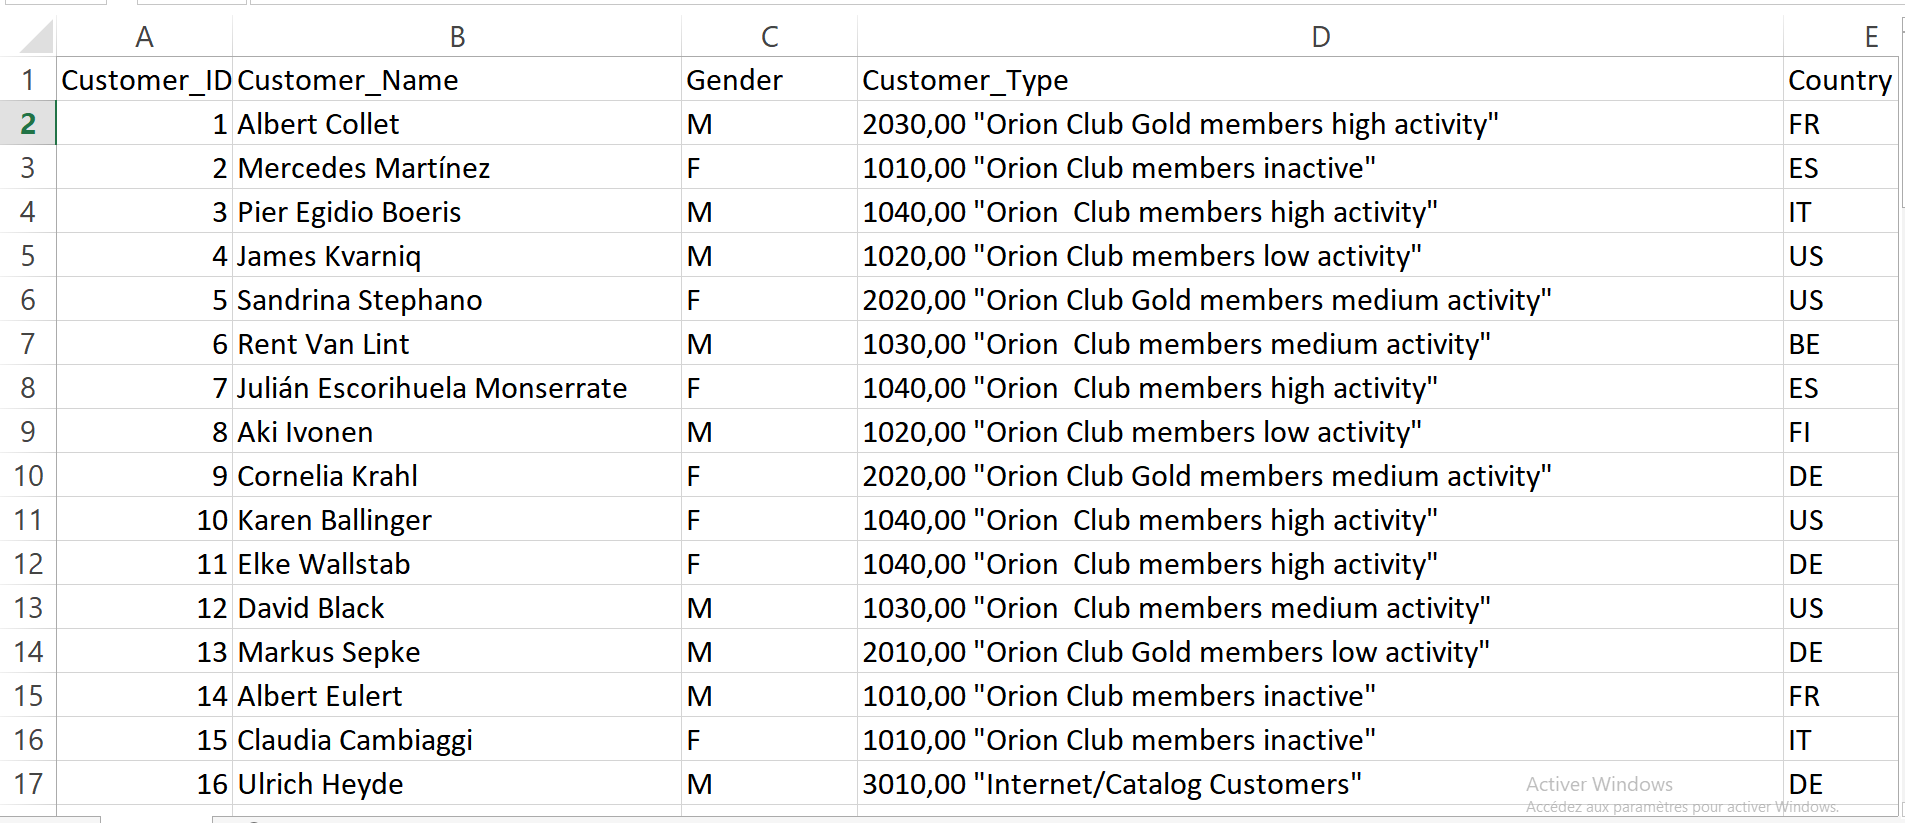 A B C D E
1 Customer_ID Customer_Name Gender Customer_Type Country
2 1 Albert Collet M 2030,00 "Orion Club Gold members high activity" FR
3 2 Mercedes Martínez F 1010,00 "Orion Club members inactive" ES
4 3 Pier Egidio Boeris M 1040,00 "Orion  Club members high activity" IT
5 4 James Kvarniq M 1020,00 "Orion Club members low activity" US
6 5 Sandrina Stephano F 2020,00 "Orion Club Gold members medium activity" US
7 6 Rent Van Lint M 1030,00 "Orion  Club members medium activity" BE
8 7 Julián Escorihuela Monserrate F 1040,00 "Orion  Club members high activity" ES
9 8 Aki Ivonen M 1020,00 "Orion Club members low activity" FI
10 9 Cornelia Krahl F 2020,00 "Orion Club Gold members medium activity" DE
11 10 Karen Ballinger F 1040,00 "Orion  Club members high activity" US
12 11 Elke Wallstab F 1040,00 "Orion  Club members high activity" DE
13 12 David Black M 1030,00 "Orion  Club members medium activity" US
14 13 Markus Sepke M 2010,00 "Orion Club Gold members low activity" DE
15 14 Albert Eulert M 1010,00 "Orion Club members inactive" FR
16 15 Claudia Cambiaggi F 1010,00 "Orion Club members inactive" IT
17 16 Ulrich Heyde M 3010,00 "Internet/Catalog Customers" DE
Activer Windows
Accédez aux paramètres pour activer Windows.